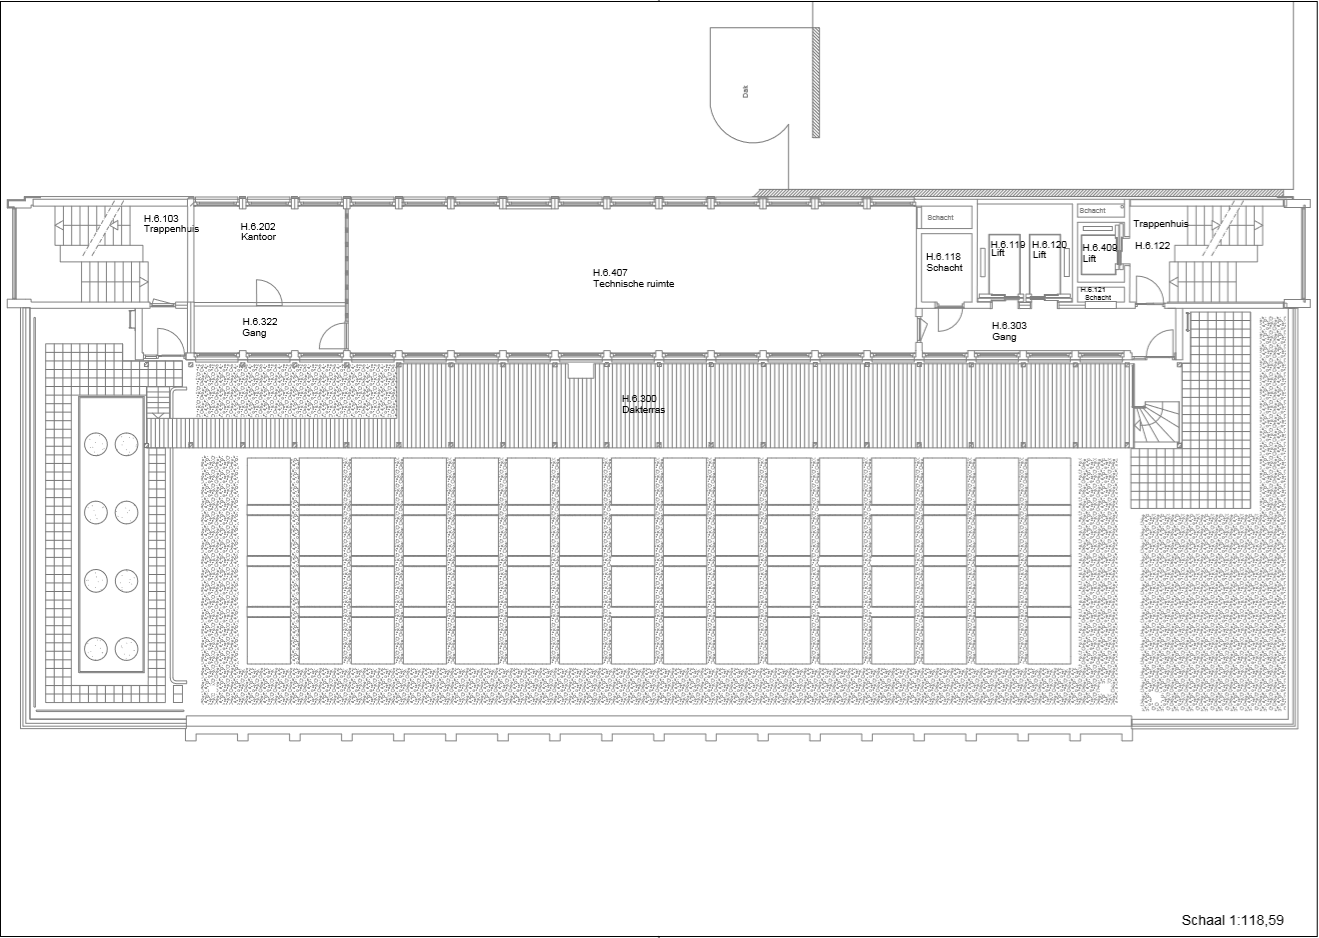 Dak
H.6.103
Trappenhuis
H.6.202
Kantoor
H.6.407
Technische ruimte
Schacht
H.6.118
Schacht
H.6.119
Lift
H.6.120
Lift
Schacht
H.6.409
Lift
H.6.121
Schacht
Trappenhuis
H.6.122
H.6.322
Gang
H.6.303
Gang
H.6.300
Dakterras
Schaal 1:118,59